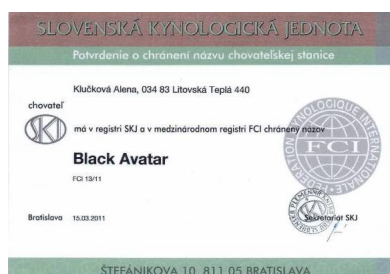 SLOVENSKÁ KYNOLOGICKÁ JEDNOTA
Potvrdenie o chránení názvu chovateľskej stanice
Klučková Alena, 034 83 Litovská Teplá 440
chovateľ
SKJ
má v registri SKJ a v medzinárodnom registri FCI chránený názov
Black Avatar
FCI 13/11
FCI
Bratislava 15.03.2011
Sekretariát SKJ
ŠTEFÁNIKOVA 10, 811 05 BRATISLAVA